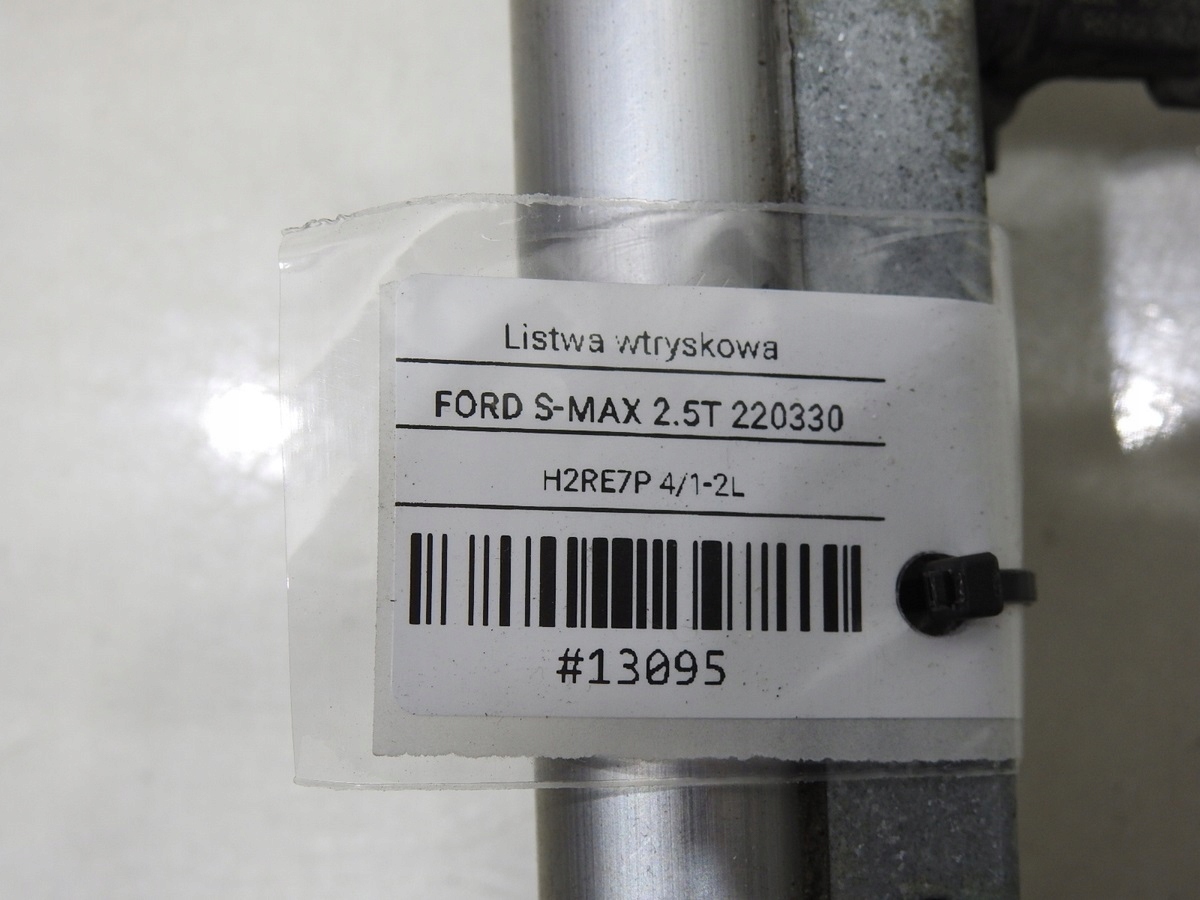 Listwa wtryskowa
FORD S-MAX 2.5T 220330
H2RE7P 4/1-2L
#13095